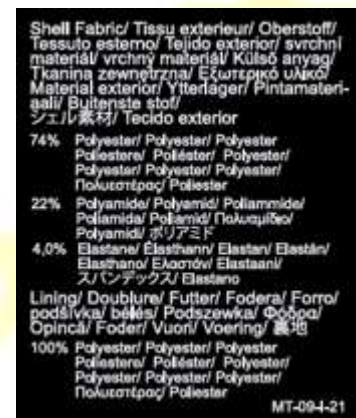 Shell Fabric/ Tissu exterieur/ Oberstoff/
Tessuto esterno/ Tejido exterior/ svrchní
materiál/ vrchný materiál/ Külső anyag/
Tkanina zewnętrzna/ Εξωτερικό υλικό/
Material exterior/ Ytterlager/ Pintamateri-
aali/ Buitenste stof/
シェル素材/ Tecido exterior
74% Polyester/ Polyester/ Polyester
Poliestere/ Poliéster/ Polyester/
Polyester/ Polyester/ Polyester/
Πολυεστέρας/ Poliester
22% Polyamide/ Polyamid/ Poliammide/
Poliamida/ Poliamid/ Πολυαμίδιο/
Polyamidi/ ポリアミド
4,0% Elastane/ Élasthann/ Elastan/ Elastán/
Elasthano/ Ελαστάν/ Elastaani/
スパンデックス/ Elastano
Lining/ Doublure/ Futter/ Fodera/ Forro/
podšívka/ bélés/ Podszewka/ Φόδρα/
Opincă/ Foder/ Vuori/ Voering/ 裏地
100% Polyester/ Polyester/ Polyester
Poliestere/ Poliéster/ Polyester/
Polyester/ Polyester/ Polyester/
Πολυεστέρας/ Poliester
MT-09-I-21